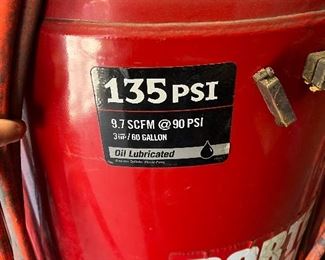 135 PSI
9.7 SCFM @ 90 PSI
3 HP / 60 GALLON
Oil Lubricated